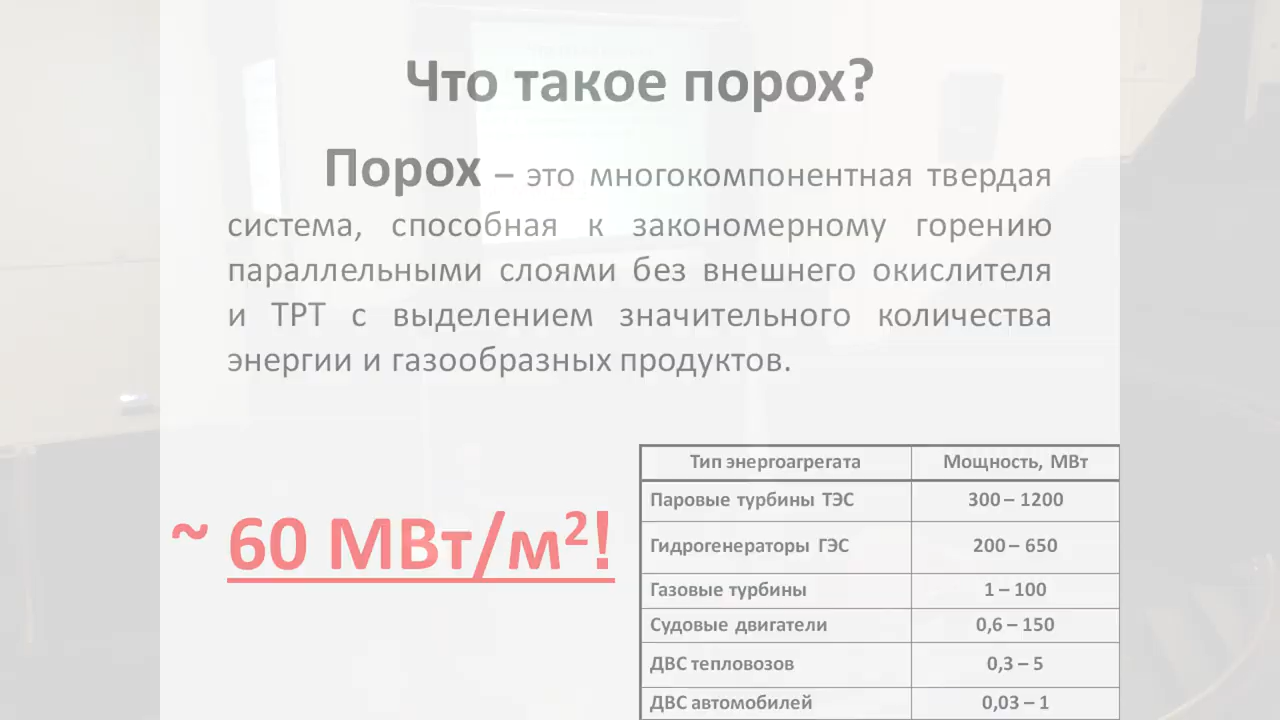 Что такое порох?
Порох – это многокомпонентная твердая
система, способная к закономерному горению
параллельными слоями без внешнего окислителя
и ТРТ с выделением значительного количества
энергии и газообразных продуктов.
~ 60 МВт/м²!
Тип энергоагрегата Мощность, МВт
Паровые турбины ТЭС 300 – 1200
Гидрогенераторы ГЭС 200 – 650
Газовые турбины 1 – 100
Судовые двигатели 0,6 – 150
ДВС тепловозов 0,3 – 5
ДВС автомобилей 0,03 – 1